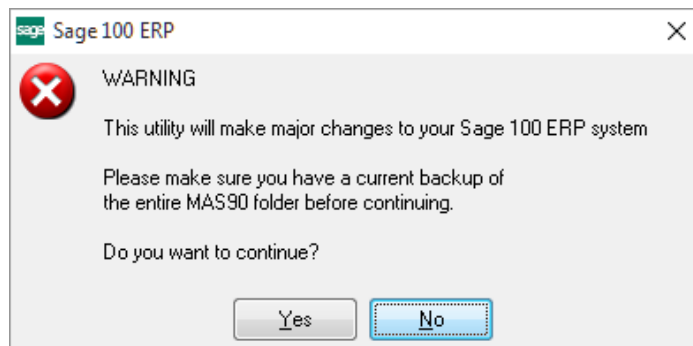 sage Sage 100 ERP
WARNING
This utility will make major changes to your Sage 100 ERP system
Please make sure you have a current backup of
the entire MAS90 folder before continuing.
Do you want to continue?
Yes No